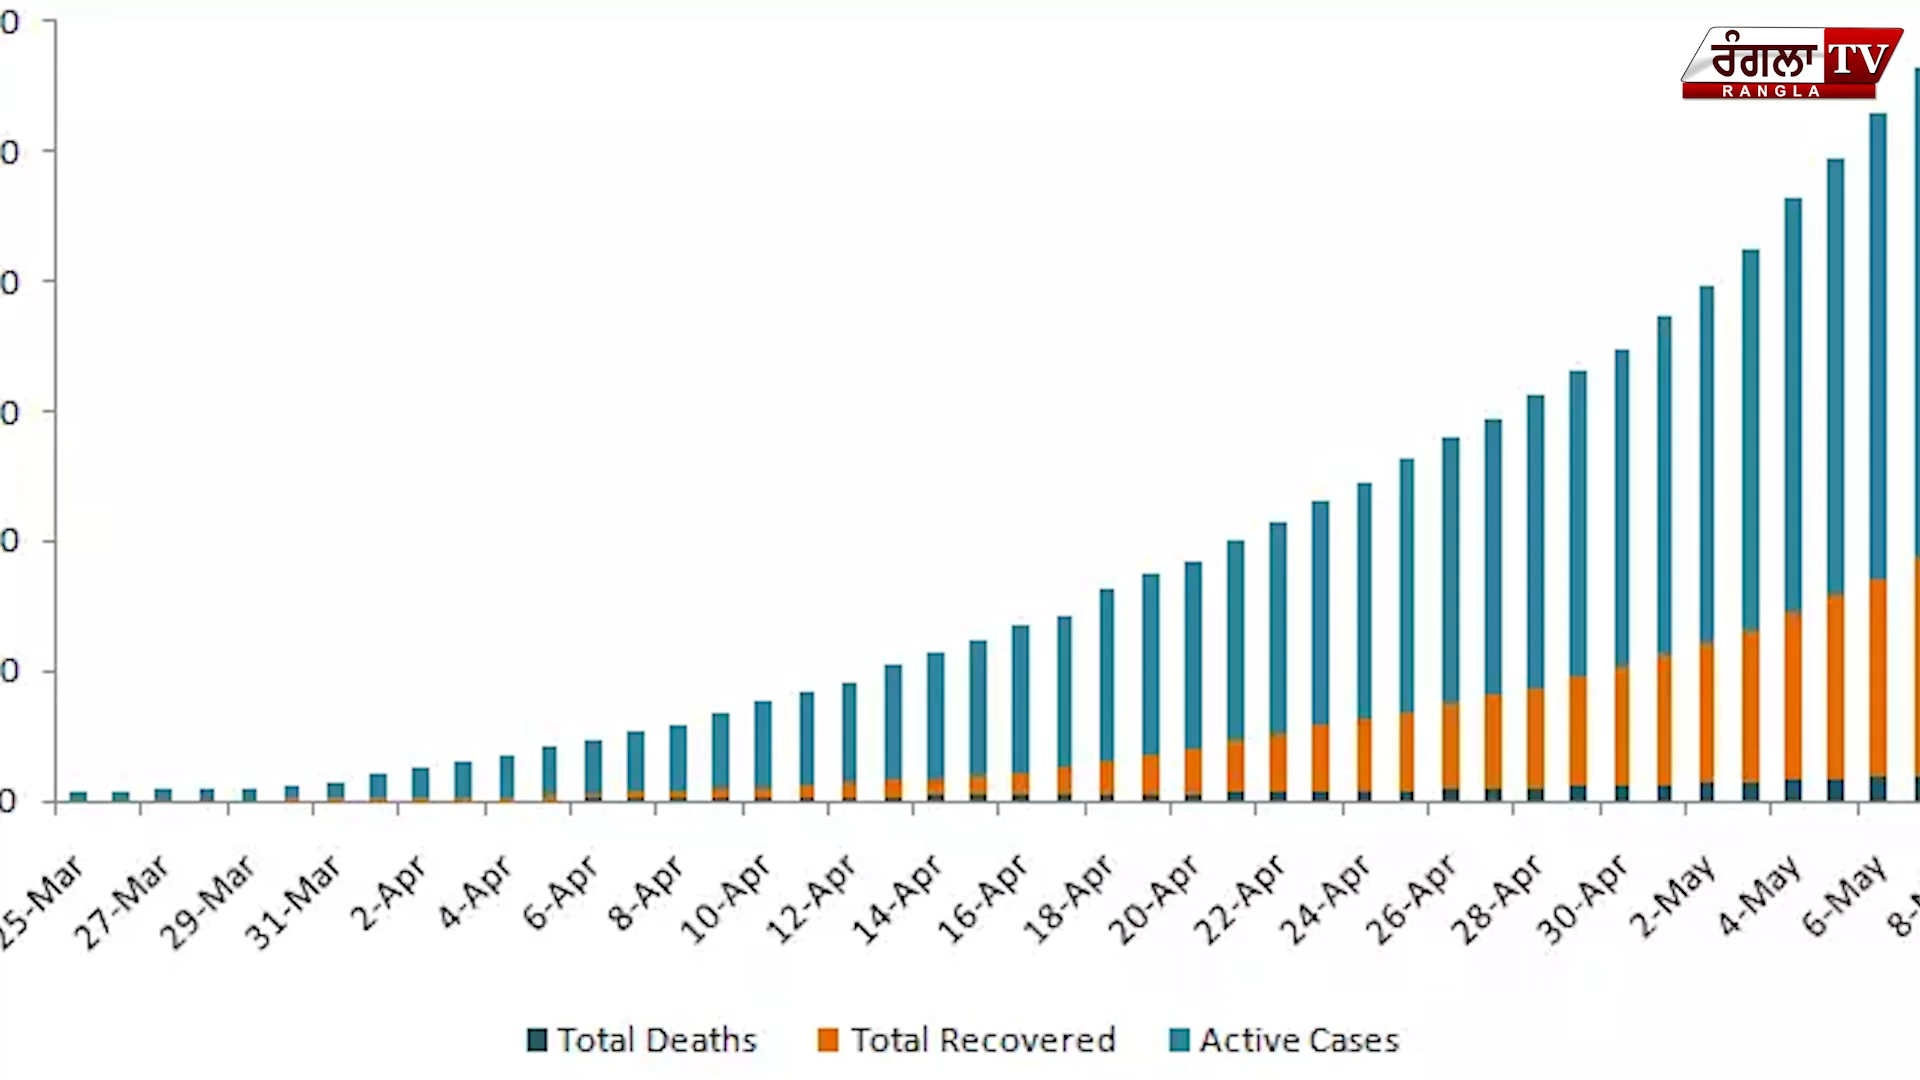 ਰੰਗਲਾ TV
RANGLA
0
0
0
0
0
0
0
25-Mar
27-Mar
29-Mar
31-Mar
2-Apr
4-Apr
6-Apr
8-Apr
10-Apr
12-Apr
14-Apr
16-Apr
18-Apr
20-Apr
22-Apr
24-Apr
26-Apr
28-Apr
30-Apr
2-May
4-May
6-May
Total Deaths
Total Recovered
Active Cases